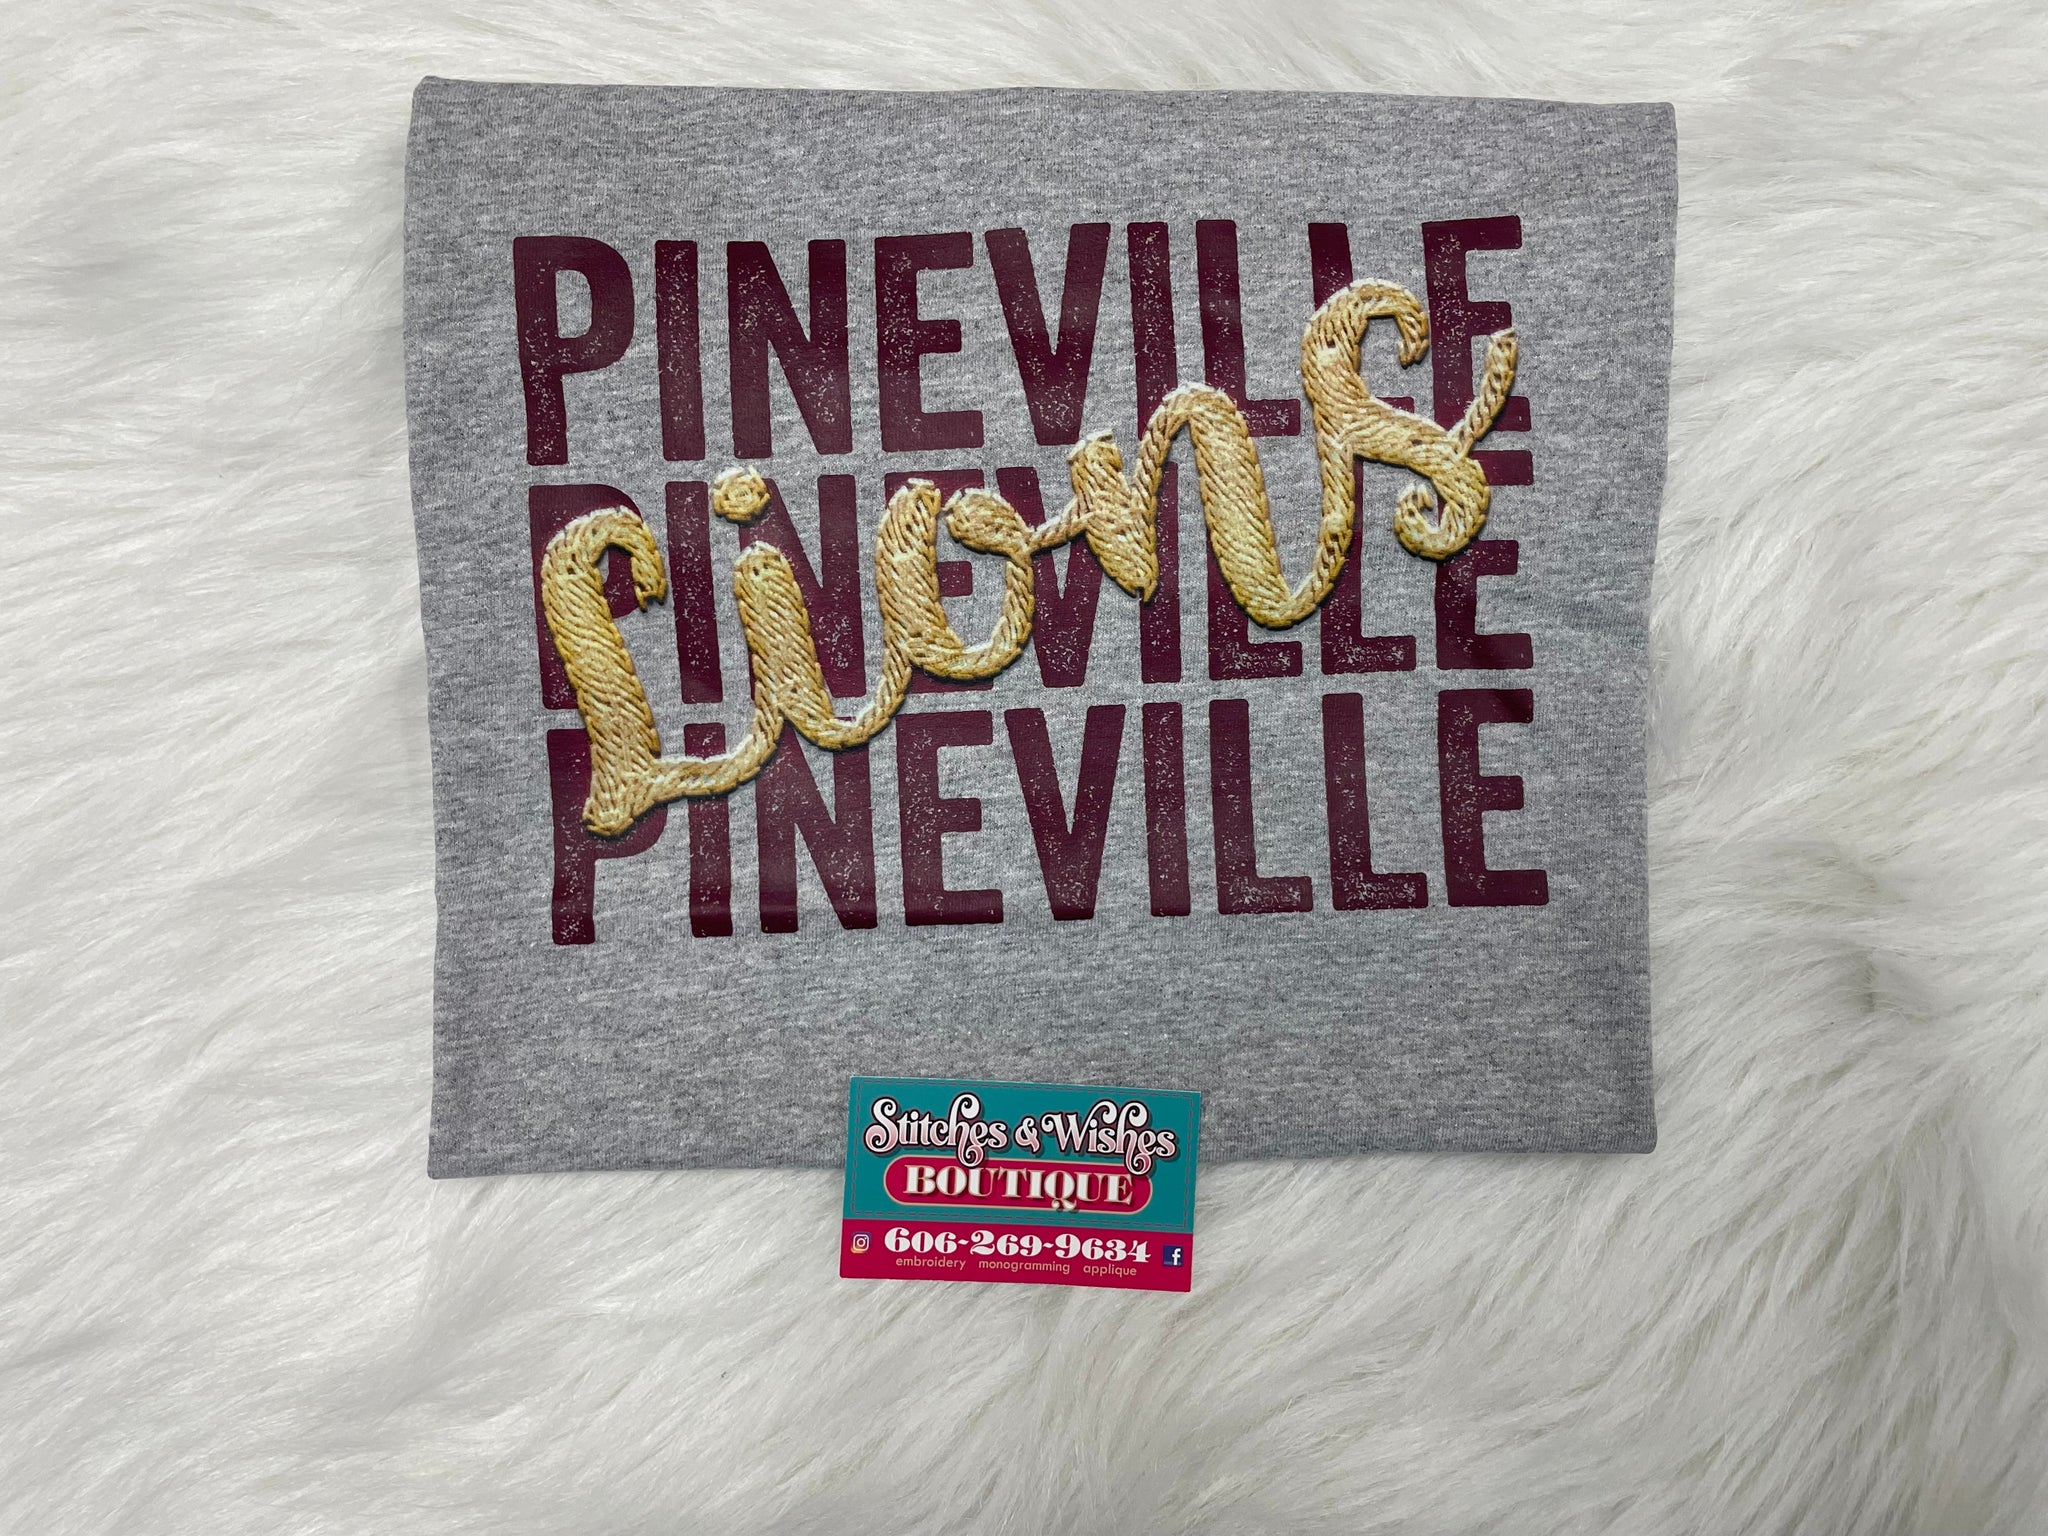 PINEVILLE
PINEVILLE
Lions
PINEVILLE
Stitches & Wishes
BOUTIQUE
606-269-9634
embroidery monogramming applique